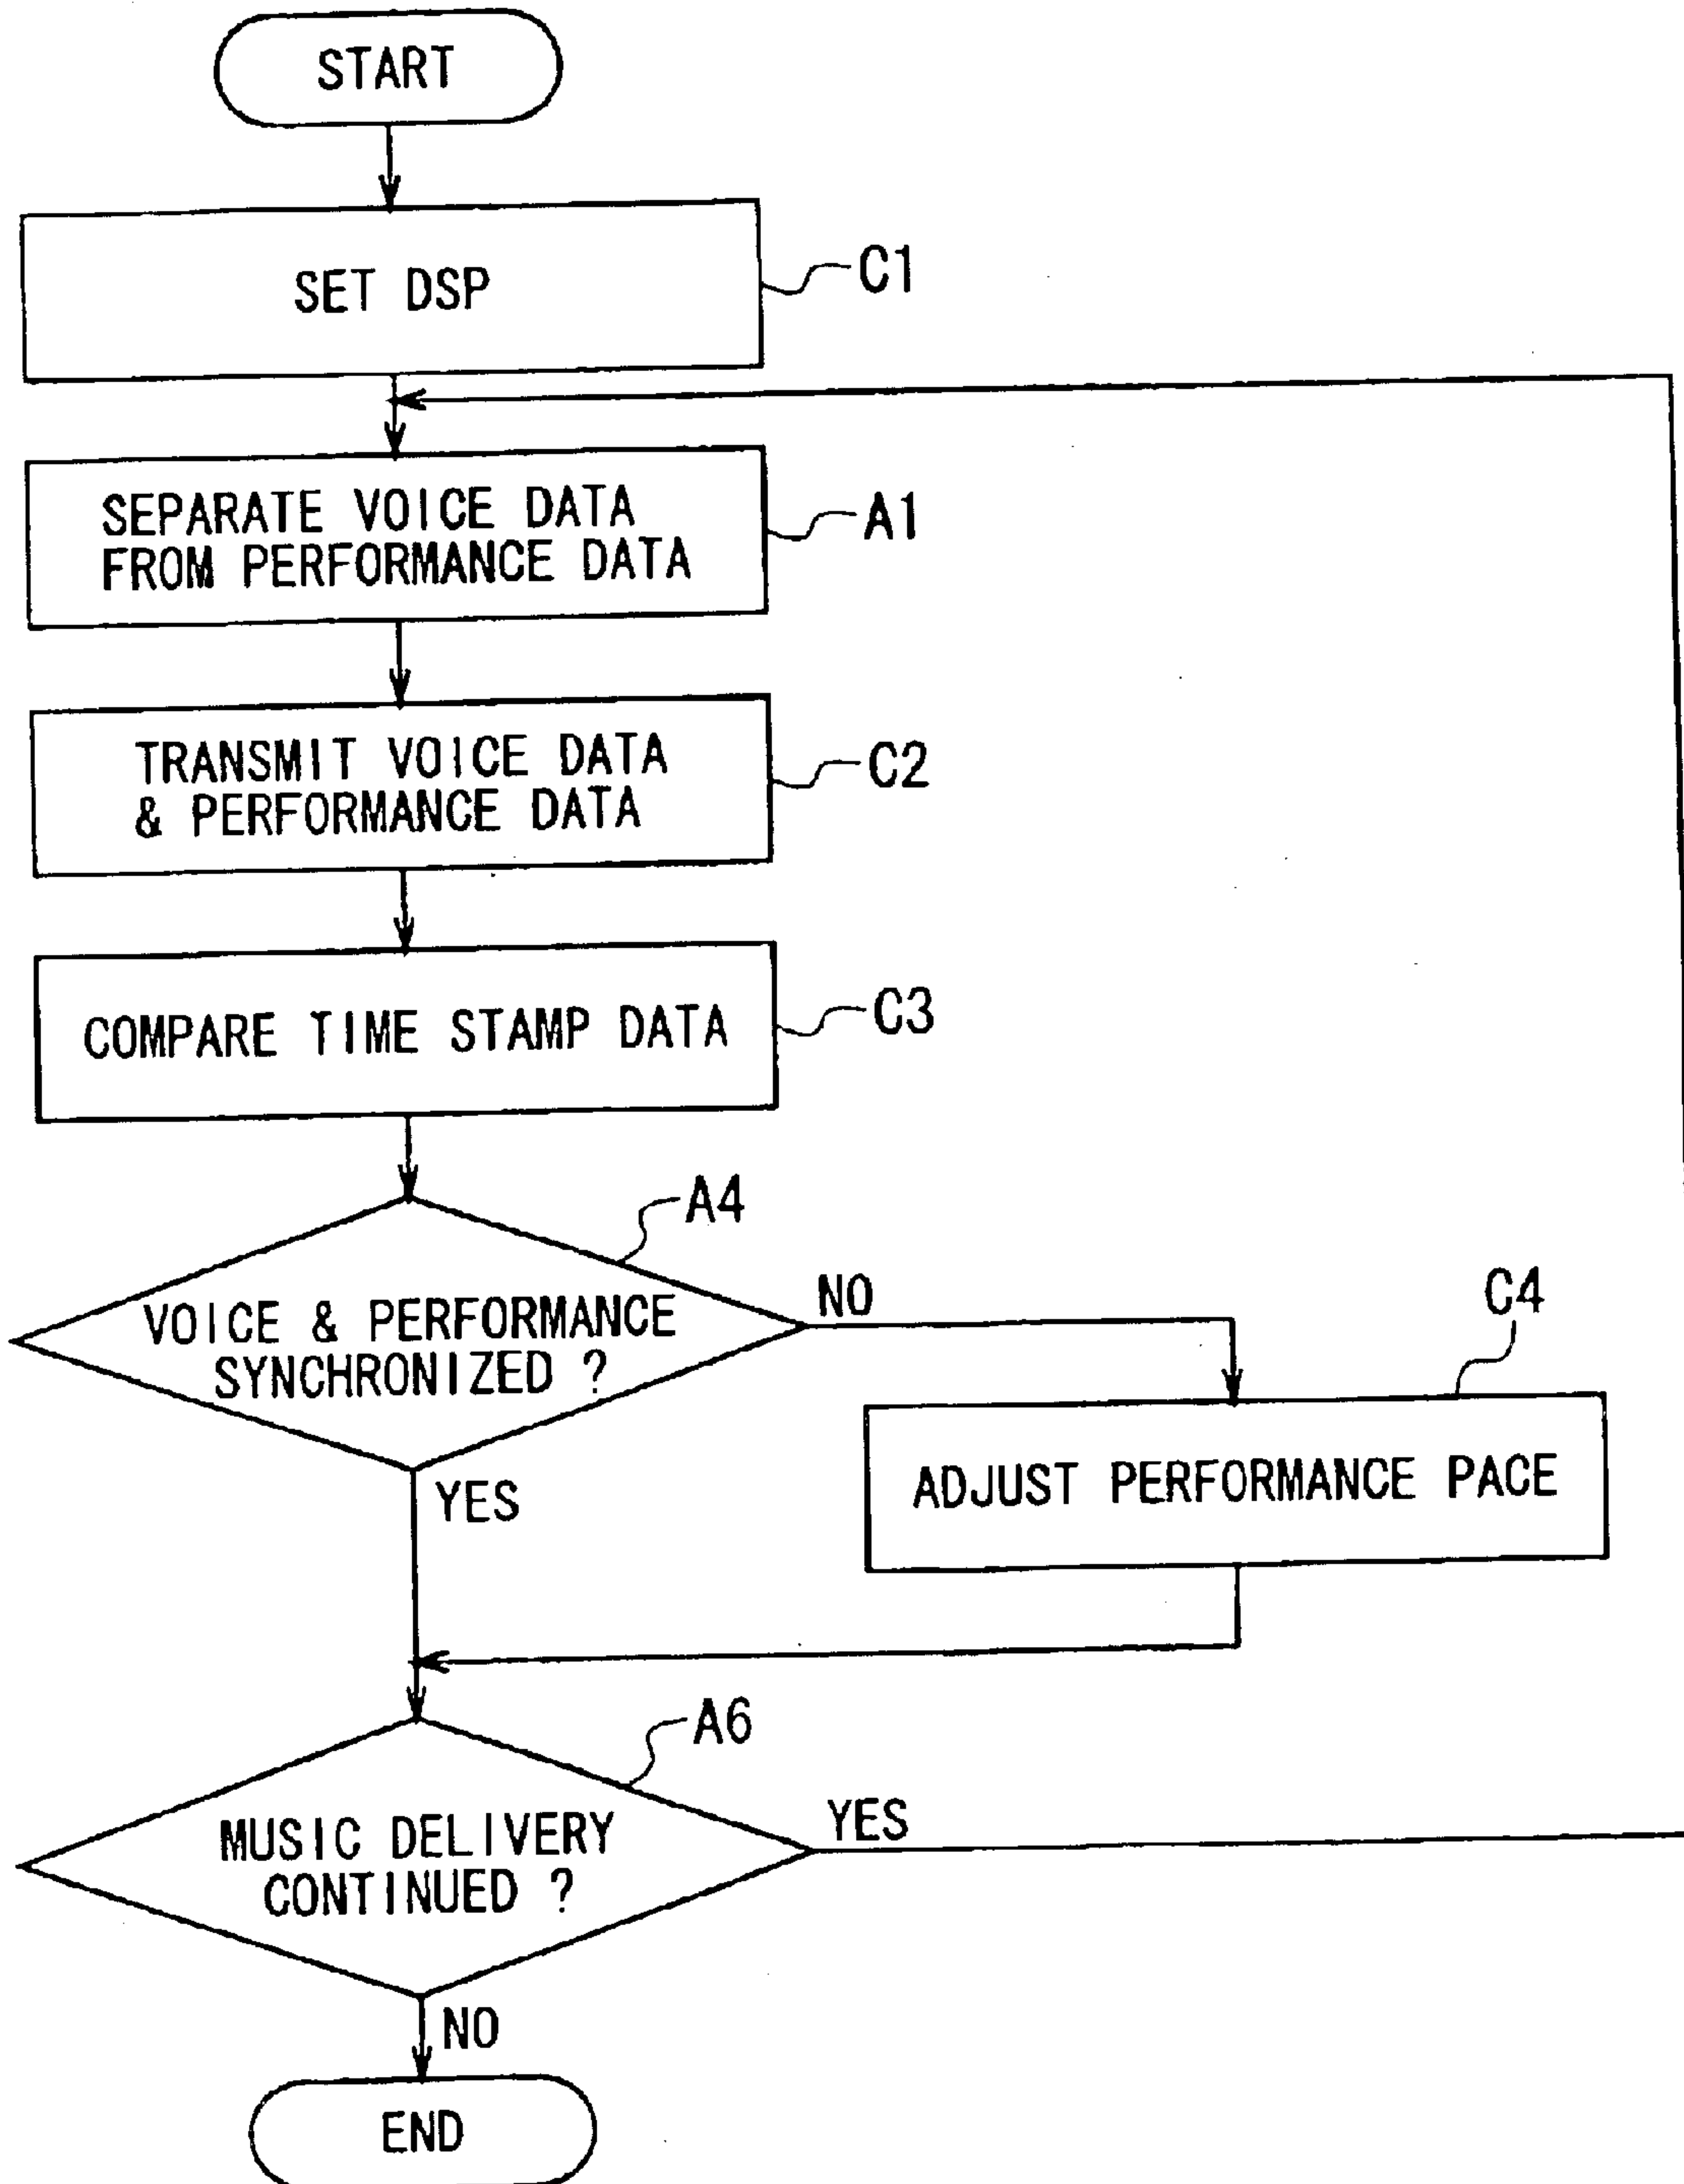 START
SET DSP
C1
SEPARATE VOICE DATA
FROM PERFORMANCE DATA
A1
TRANSMIT VOICE DATA
& PERFORMANCE DATA
C2
COMPARE TIME STAMP DATA
C3
A4
VOICE & PERFORMANCE
SYNCHRONIZED ?
NO
YES
C4
ADJUST PERFORMANCE PACE
A6
MUSIC DELIVERY
CONTINUED ?
YES
NO
END